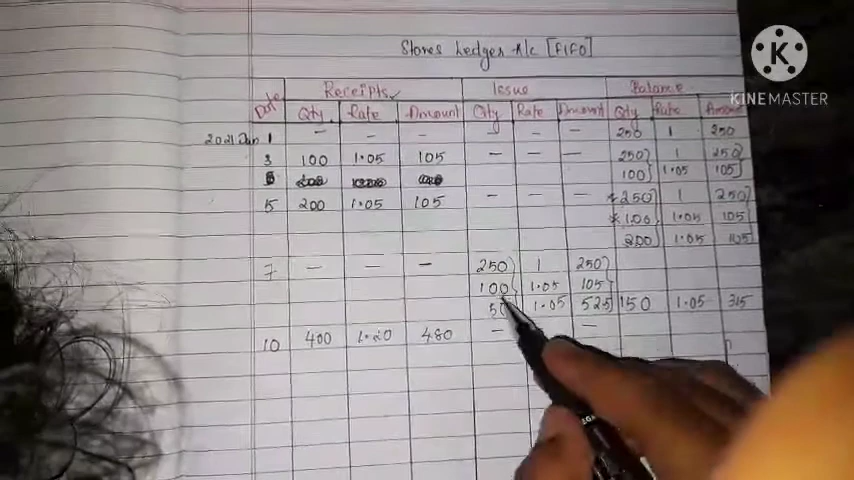 Stores Ledger A/c [FIFO]
KINEMASTER
Date Receipts Issue Balance
Qty Rate Amount Qty Rate Amount Qty Rate Amount
2021 Jan 1 - - - - - 250 1 250
3 100 1.05 105 - - - 250 1 250
100 1.05 105
5 200 1.05 105 - - - *250 1 250
*100 1.05 105
200 1.05 105
7 - - - 250 1 250
100 1.05 105
50 1.05 525 150 1.05 315
10 400 1.20 480 - -